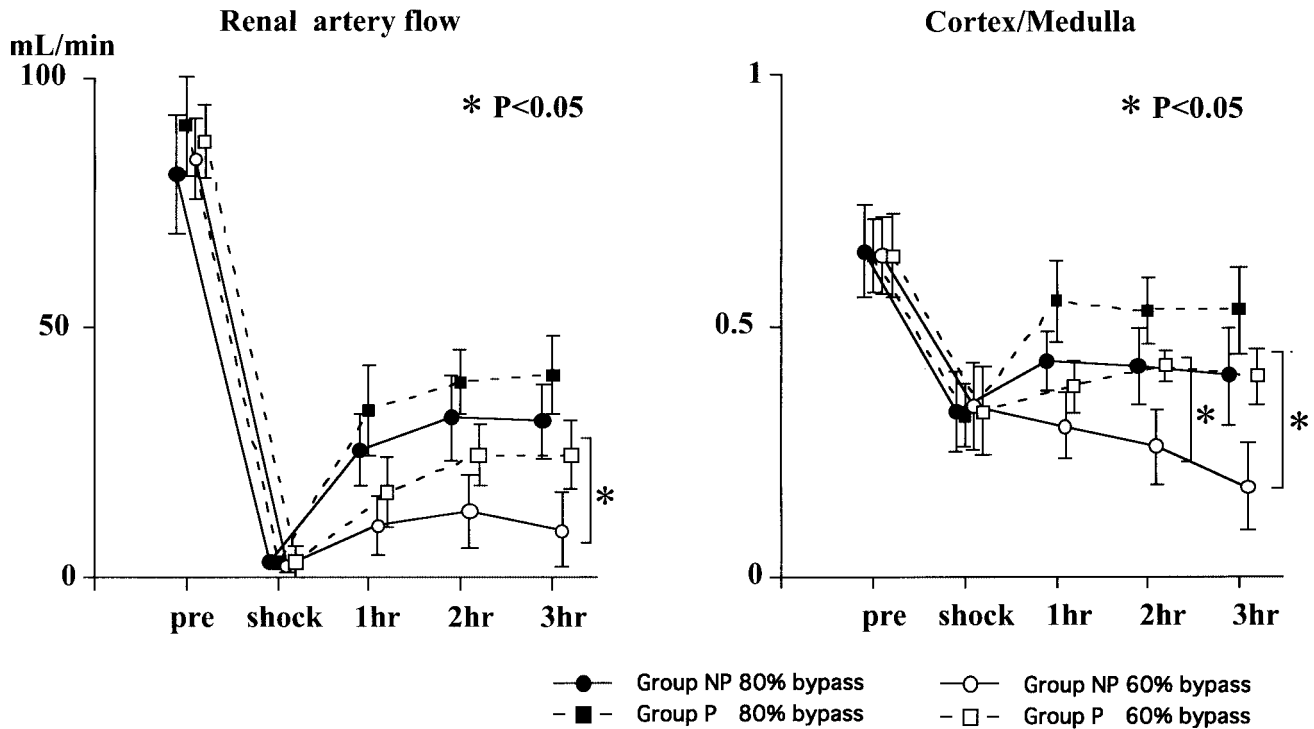 Renal artery flow
mL/min
100
* P<0.05
50
*
0
pre shock 1hr 2hr 3hr
Cortex/Medulla
1
* P<0.05
0.5
* *
0
pre shock 1hr 2hr 3hr
Group NP 80% bypass
Group P 80% bypass
Group NP 60% bypass
Group P 60% bypass